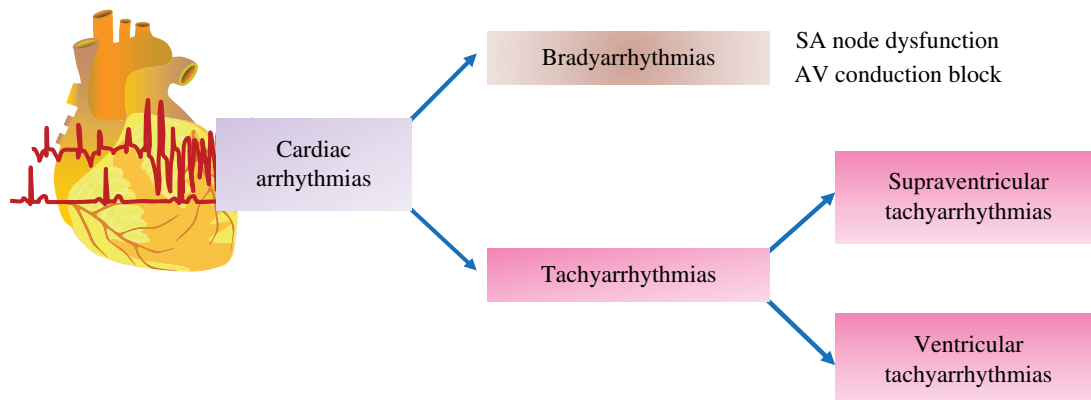 Cardiac
arrhythmias
Bradyarrhythmias
SA node dysfunction
AV conduction block
Tachyarrhythmias
Supraventricular
tachyarrhythmias
Ventricular
tachyarrhythmias